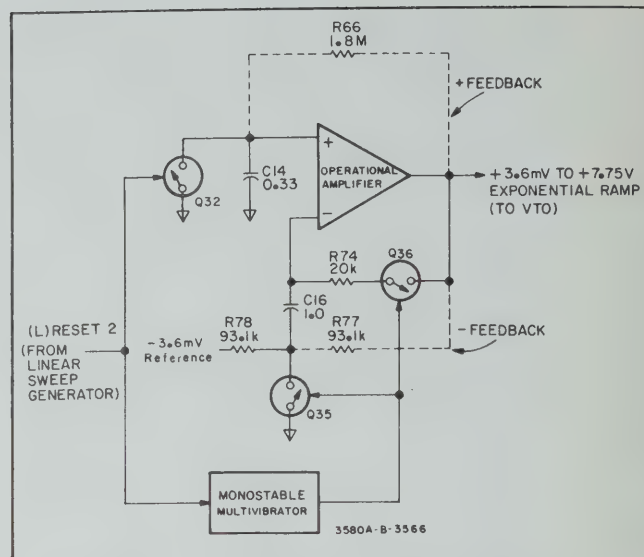 R66
1.8M
+FEEDBACK
+
OPERATIONAL
AMPLIFIER
−
C14
0.33
Q32
+3.6mV TO +7.75V
EXPONENTIAL RAMP
(TO VTO)
R74
20k
Q36
C16
1.0
(L) RESET 2
(FROM
LINEAR
SWEEP
GENERATOR)
−3.6mV
Reference
R78
93.1k
R77
93.1k
−FEEDBACK
Q35
MONOSTABLE
MULTIVIBRATOR
3580A-B-3566